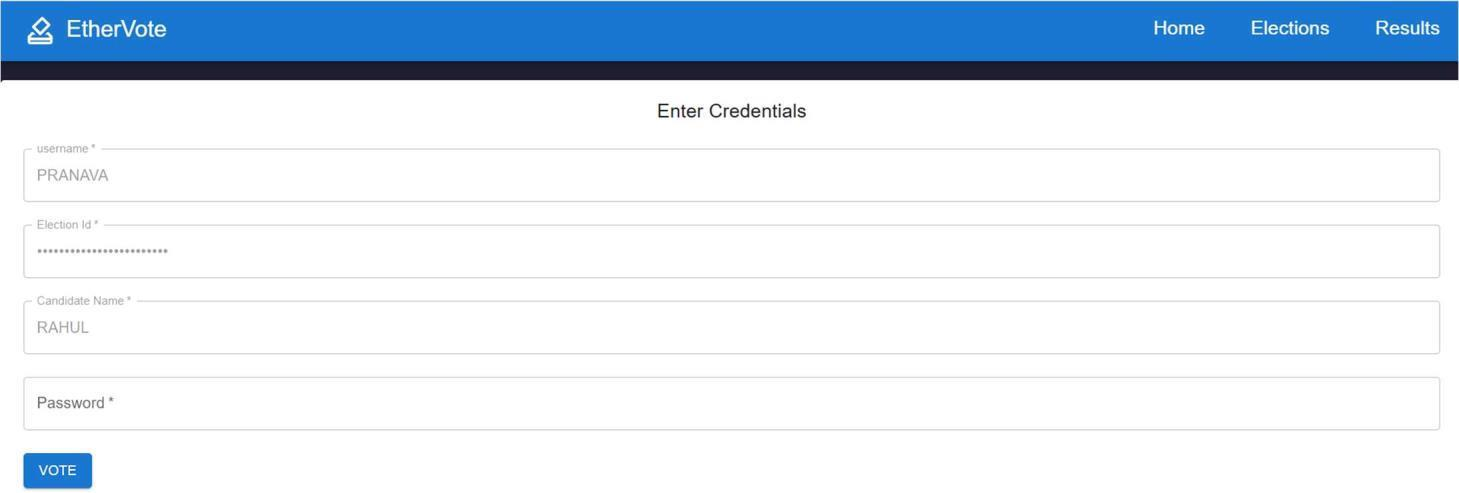 EtherVote
Home Elections Results
Enter Credentials
username *
PRANAVA
Election Id *
••••••••••••••••••••••••
Candidate Name *
RAHUL
Password *
VOTE